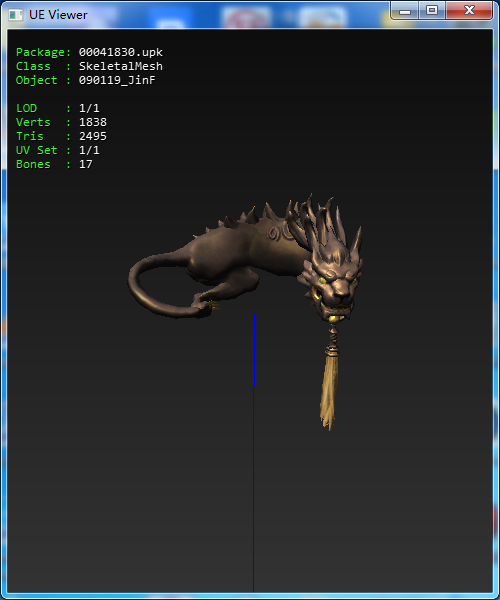 UE Viewer
Package: 00041830.upk
Class : SkeletalMesh
Object : 090119_JinF
LOD : 1/1
Verts : 1838
Tris : 2495
UV Set : 1/1
Bones : 17